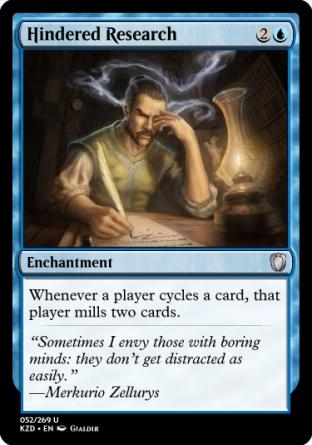 Hindered Research 2
Enchantment
Whenever a player cycles a card, that
player mills two cards.
“Sometimes I envy those with boring
minds: they don’t get distracted as
easily.”
—Merkurio Zellurys
052/269 U
KZD • EN Gialdir